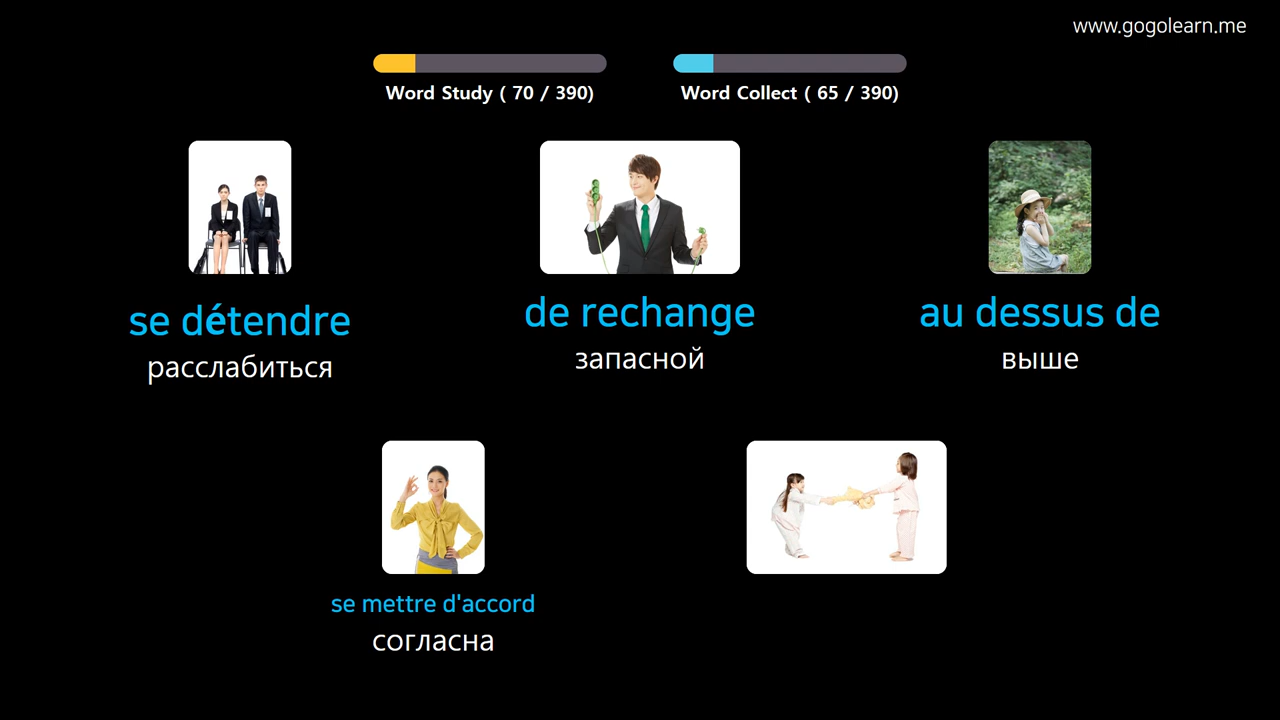 www.gogolearn.me
Word Study ( 70 / 390)
Word Collect ( 65 / 390)
se détendre
расслабиться
de rechange
запасной
au dessus de
выше
se mettre d'accord
согласна